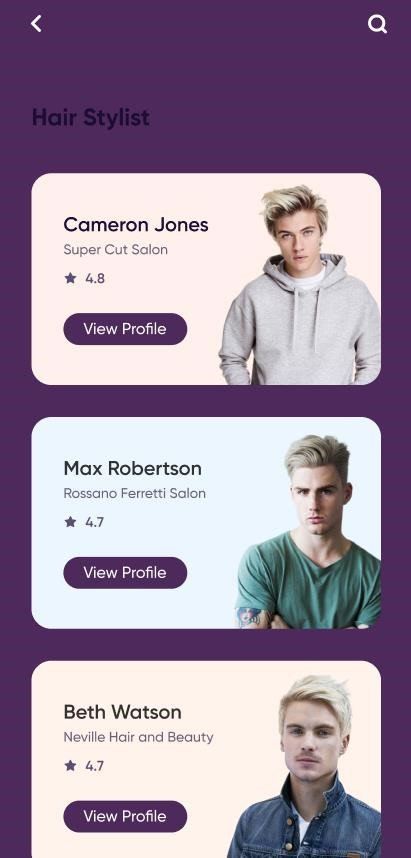 Hair Stylist
Cameron Jones
Super Cut Salon
4.8
View Profile
Max Robertson
Rossano Ferretti Salon
4.7
View Profile
Beth Watson
Neville Hair and Beauty
4.7
View Profile